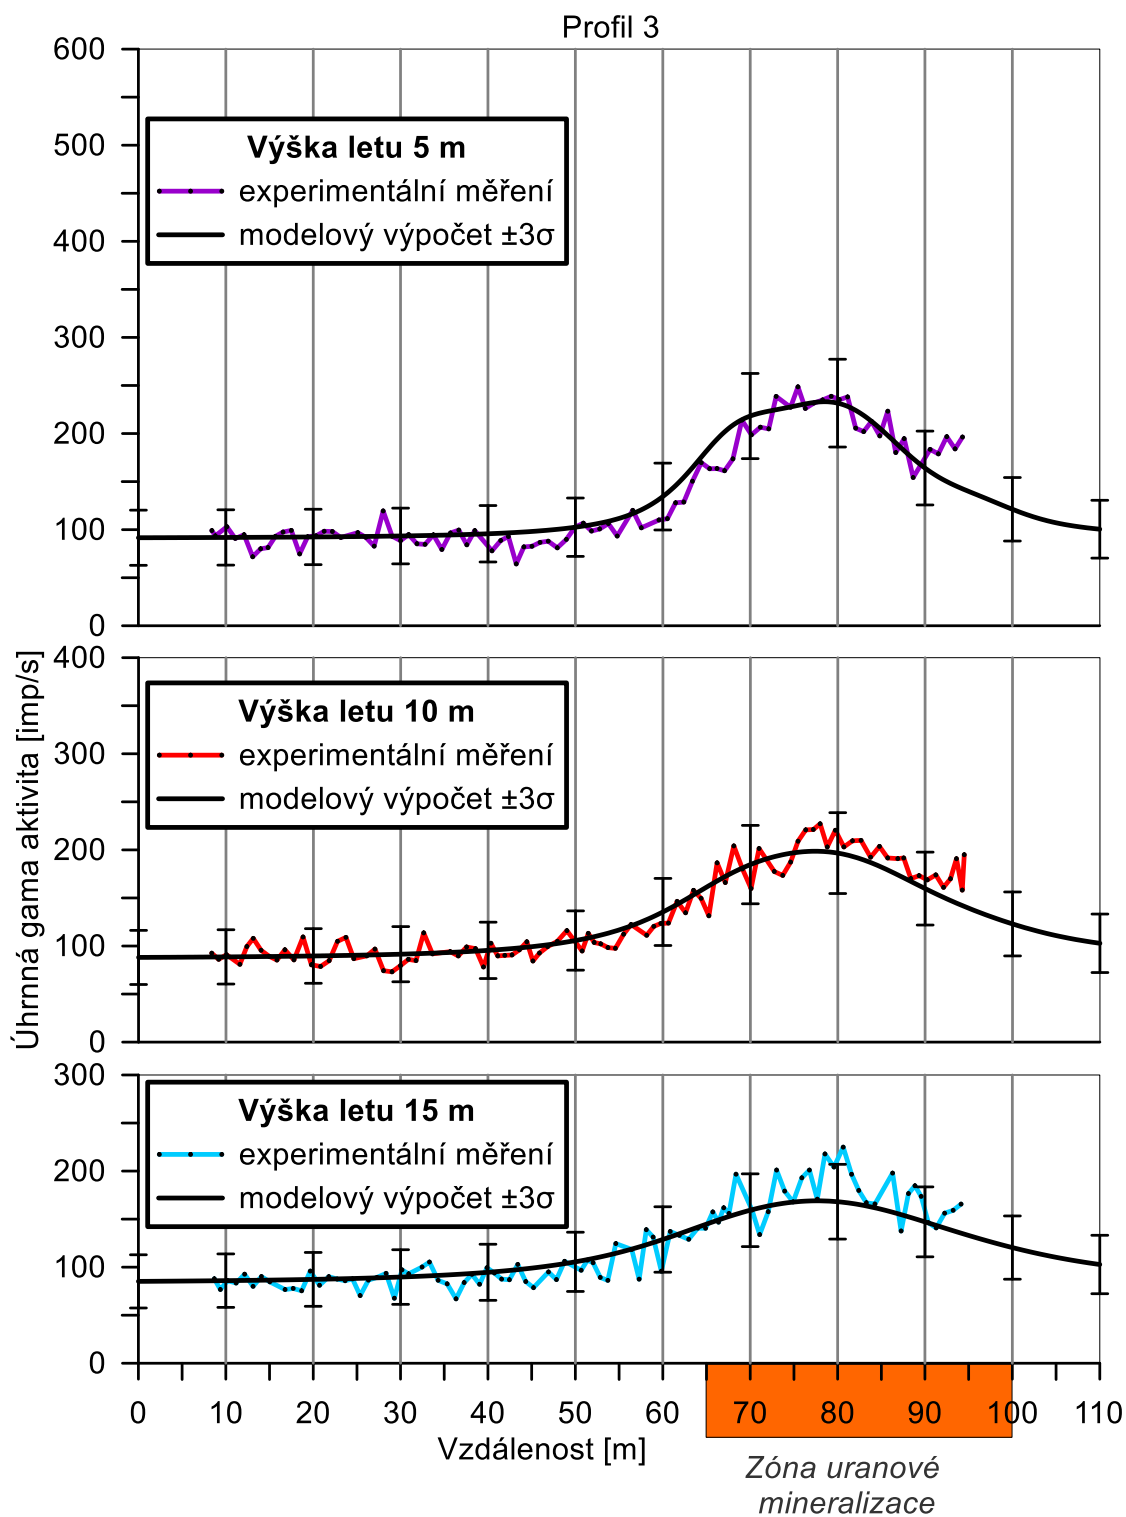 Profil 3
600
500
400
300
200
100
0
Výška letu 5 m
experimentální měření
modelový výpočet ±3σ
Úhrnná gama aktivita [imp/s]
400
300
200
100
0
Výška letu 10 m
experimentální měření
modelový výpočet ±3σ
300
200
100
0
Výška letu 15 m
experimentální měření
modelový výpočet ±3σ
0 10 20 30 40 50 60 70 80 90 100 110
Vzdálenost [m]
Zóna uranové
mineralizace